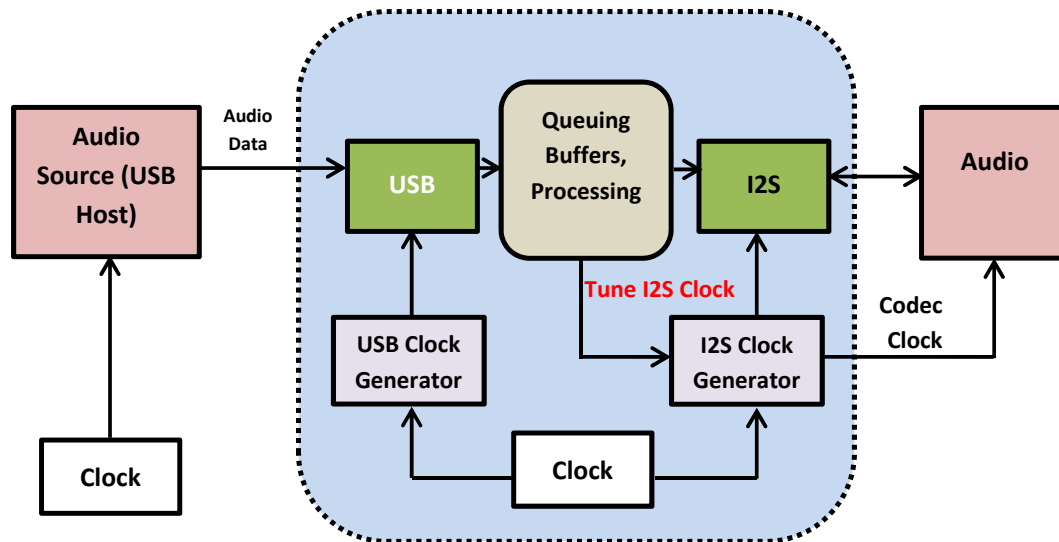 Audio
Source (USB
Host)
Audio
Data
USB
Queuing
Buffers,
Processing
I2S
Audio
Tune I2S Clock
USB Clock
Generator
I2S Clock
Generator
Codec
Clock
Clock
Clock